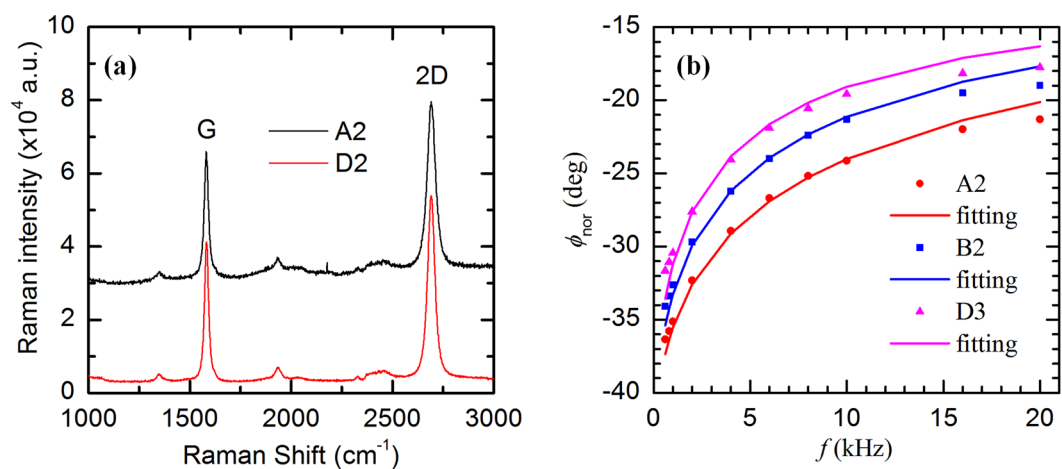 (a)
G
2D
A2
D2
10
8
6
4
2
0
1000 1500 2000 2500 3000
Raman intensity (x10⁴ a.u.)
Raman Shift (cm⁻¹)
(b)
-15
-20
-25
-30
-35
-40
0 5 10 15 20
ϕnor (deg)
f (kHz)
A2
fitting
B2
fitting
D3
fitting